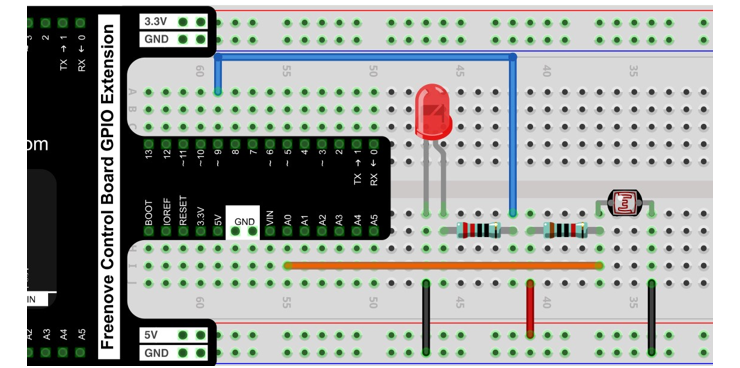 3.3V
GND
3
2
TX → 1
RX ← 0
Freenove Control Board GPIO Extension
60
55
50
45
40
35
A
B
C
13
12
~ 11
~ 10
~ 9
8
7
~ 6
~ 5
4
~ 3
2
TX → 1
RX ← 0
om
BOOT
IOREF
RESET
3.3V
5V
GND
VIN
A0
A1
A2
A3
A4
A5
H
I
J
60
55
50
45
40
35
IN
5V
GND
A2
A3
A4
A5